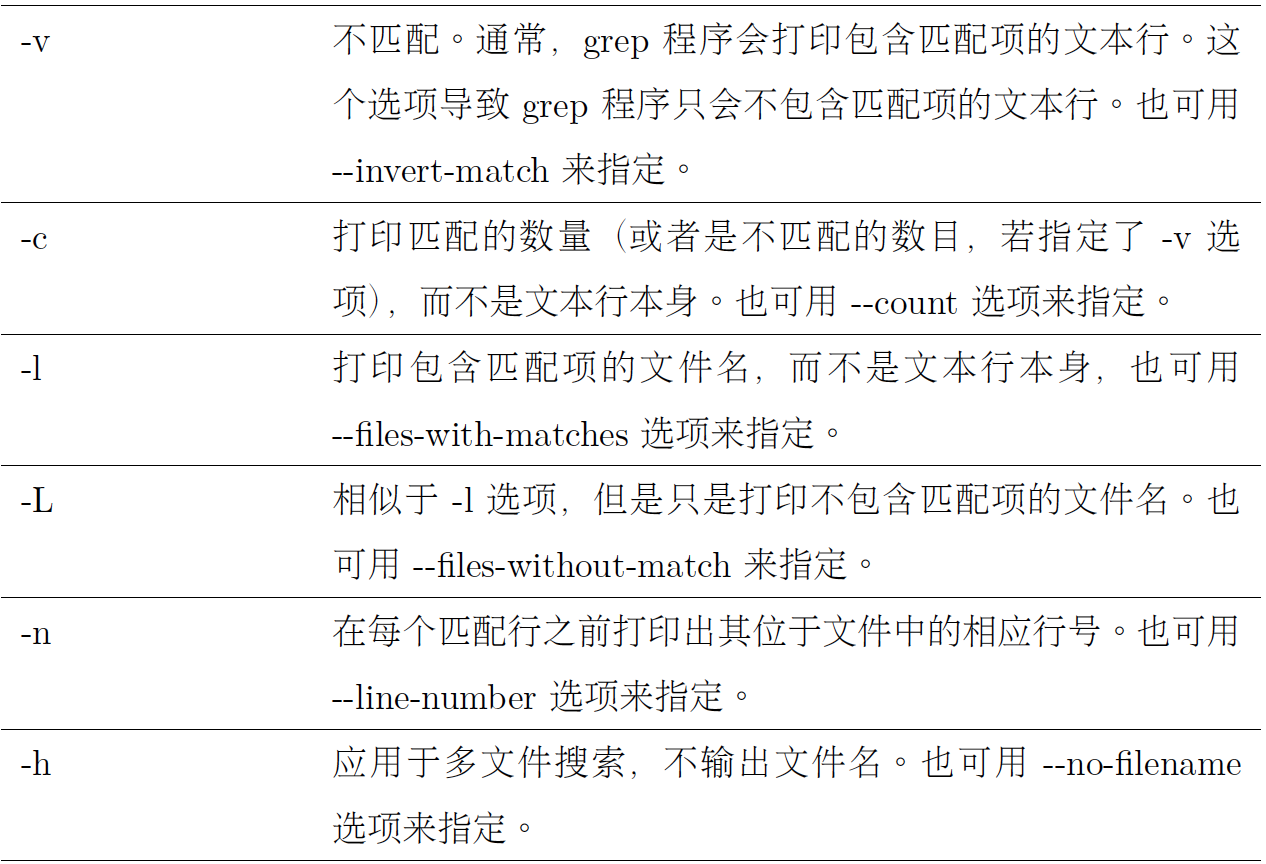 -v 不匹配。通常，grep 程序会打印包含匹配项的文本行。这
个选项导致 grep 程序只会不包含匹配项的文本行。也可用
--invert-match 来指定。
-c 打印匹配的数量（或者是不匹配的数目，若指定了 -v 选
项），而不是文本行本身。也可用 --count 选项来指定。
-l 打印包含匹配项的文件名，而不是文本行本身，也可用
--files-with-matches 选项来指定。
-L 相似于 -l 选项，但是只是打印不包含匹配项的文件名。也
可用 --files-without-match 来指定。
-n 在每个匹配行之前打印出其位于文件中的相应行号。也可用
--line-number 选项来指定。
-h 应用于多文件搜索，不输出文件名。也可用 --no-filename
选项来指定。